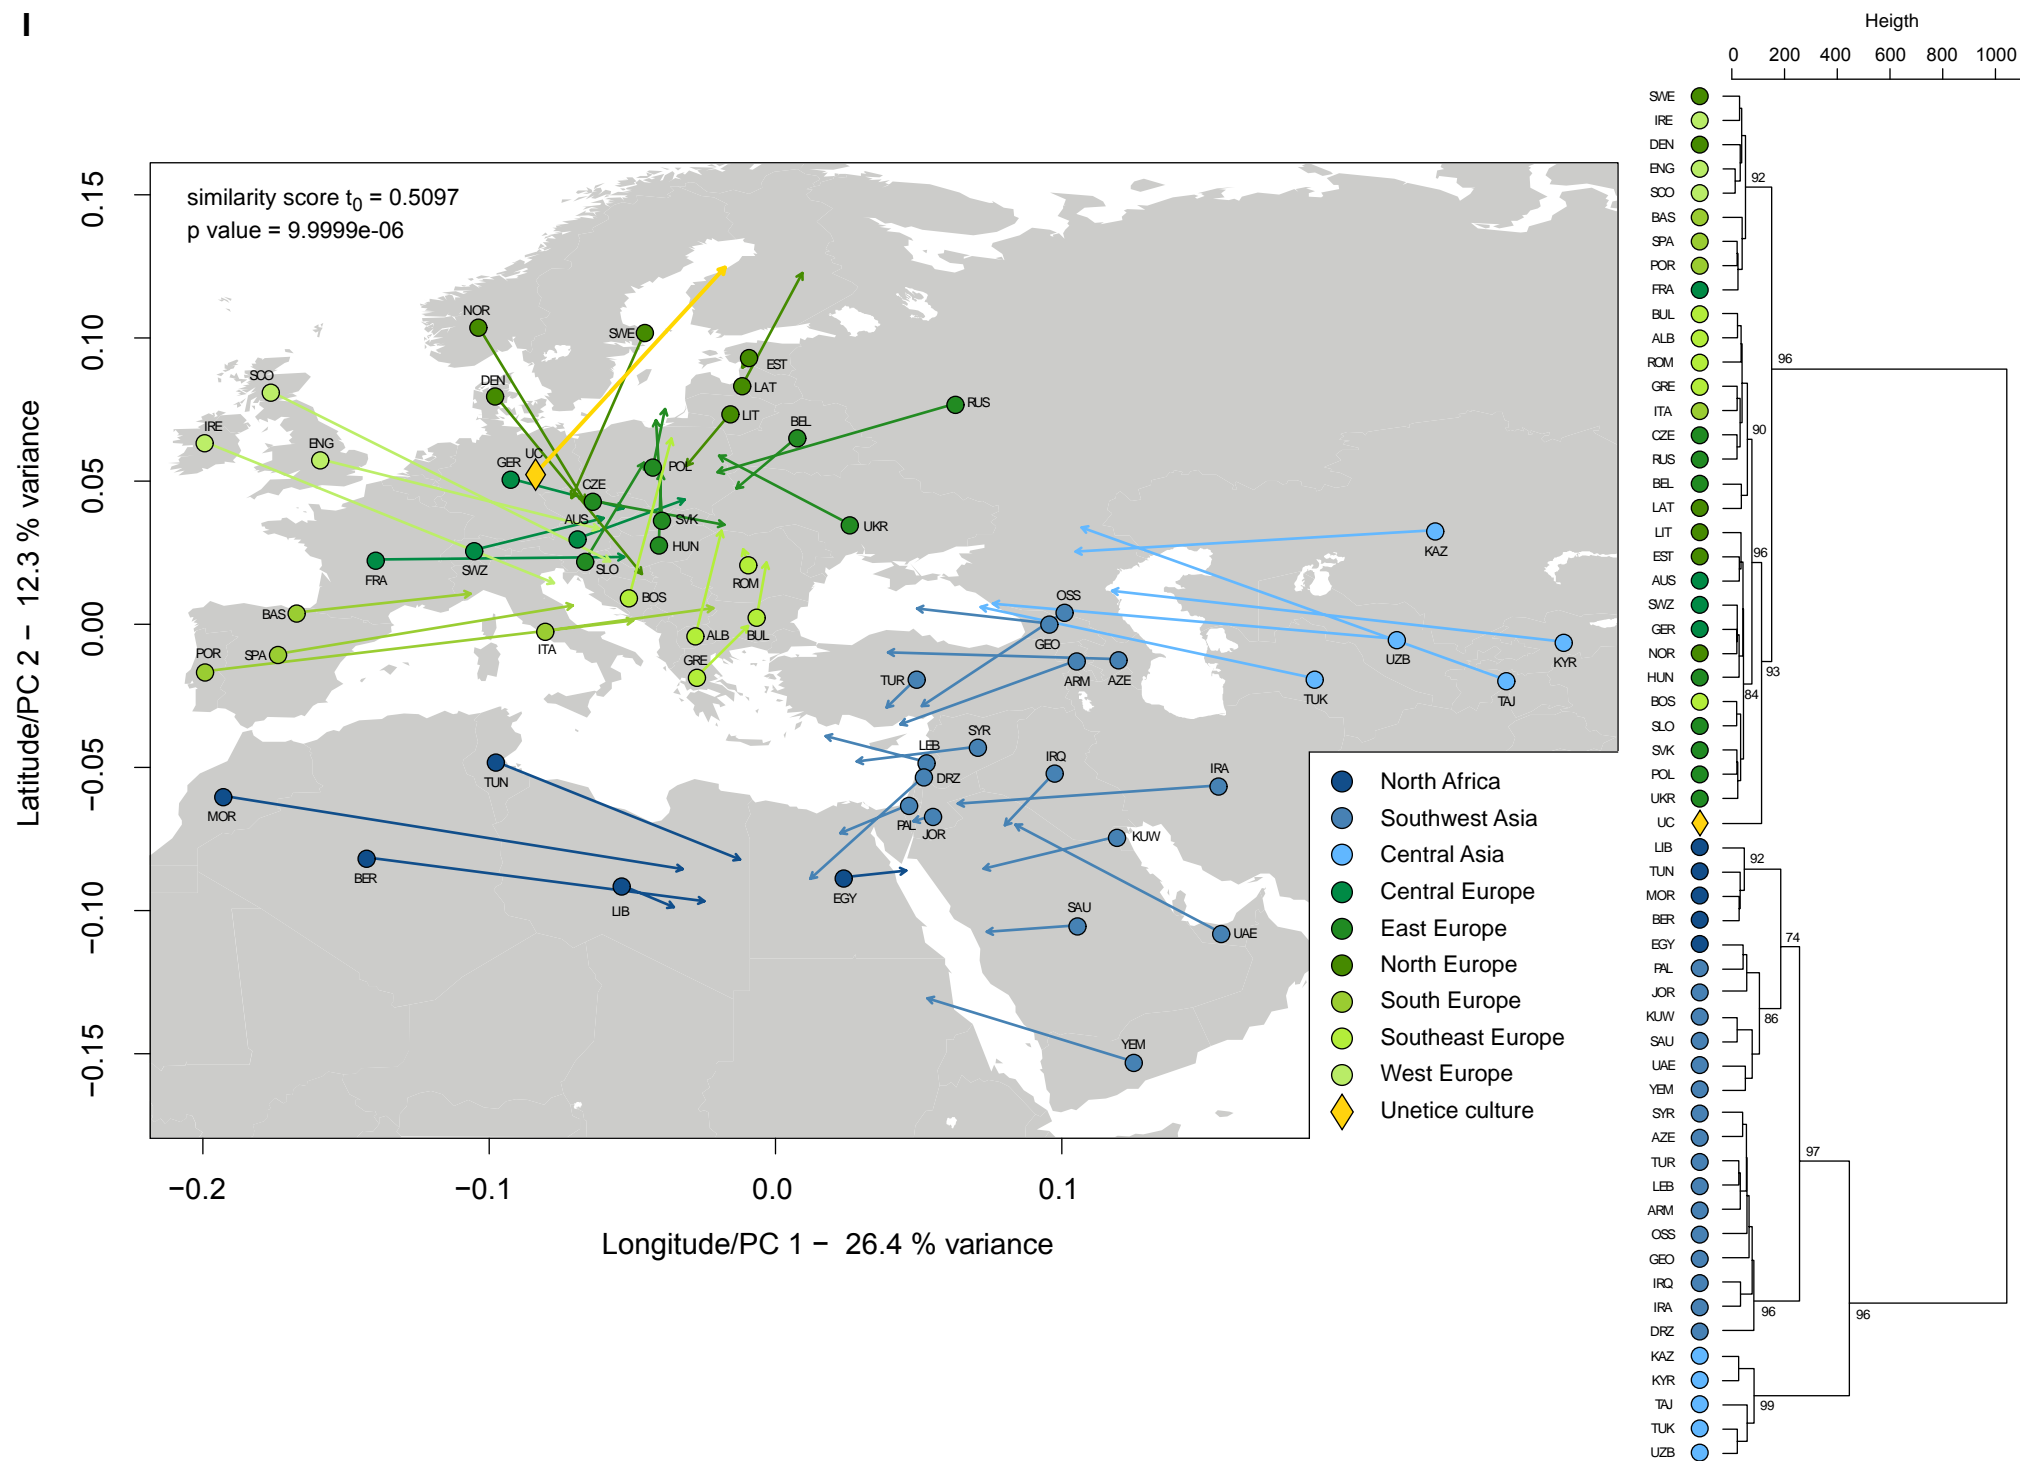 I
Heigth
0 200 400 600 800 1000
similarity score t0 = 0.5097
p value = 9.9999e-06
Latitude/PC 2 − 12.3 % variance
0.15
0.10
0.05
0.00
−0.05
−0.10
−0.15
−0.2 −0.1 0.0 0.1
Longitude/PC 1 − 26.4 % variance
NOR
SWE
DEN
EST
LAT
LIT
BEL
RUS
SCO
IRE
ENG
GER
UC
CZE
POL
AUS
SVK
HUN
UKR
FRA
SWZ
SLO
ROM
BOS
BAS
ALB
BUL
ITA
POR
SPA
GRE
KAZ
OSS
GEO
UZB
KYR
ARM
AZE
TUR
TUK
TAJ
SYR
LEB
IRQ
IRA
DRZ
TUN
MOR
PAL
JOR
KUW
BER
LIB
EGY
SAU
UAE
YEM
North Africa
Southwest Asia
Central Asia
Central Europe
East Europe
North Europe
South Europe
Southeast Europe
West Europe
Unetice culture
SWE
IRE
DEN
ENG
SCO
BAS
SPA
POR
FRA
BUL
ALB
ROM
GRE
ITA
CZE
RUS
BEL
LAT
LIT
EST
AUS
SWZ
GER
NOR
HUN
BOS
SLO
SVK
POL
UKR
UC
LIB
TUN
MOR
BER
EGY
PAL
JOR
KUW
SAU
UAE
YEM
SYR
AZE
TUR
LEB
ARM
OSS
GEO
IRQ
IRA
DRZ
KAZ
KYR
TAJ
TUK
UZB
92
96
90
96
93
84
92
74
86
97
96
96
99